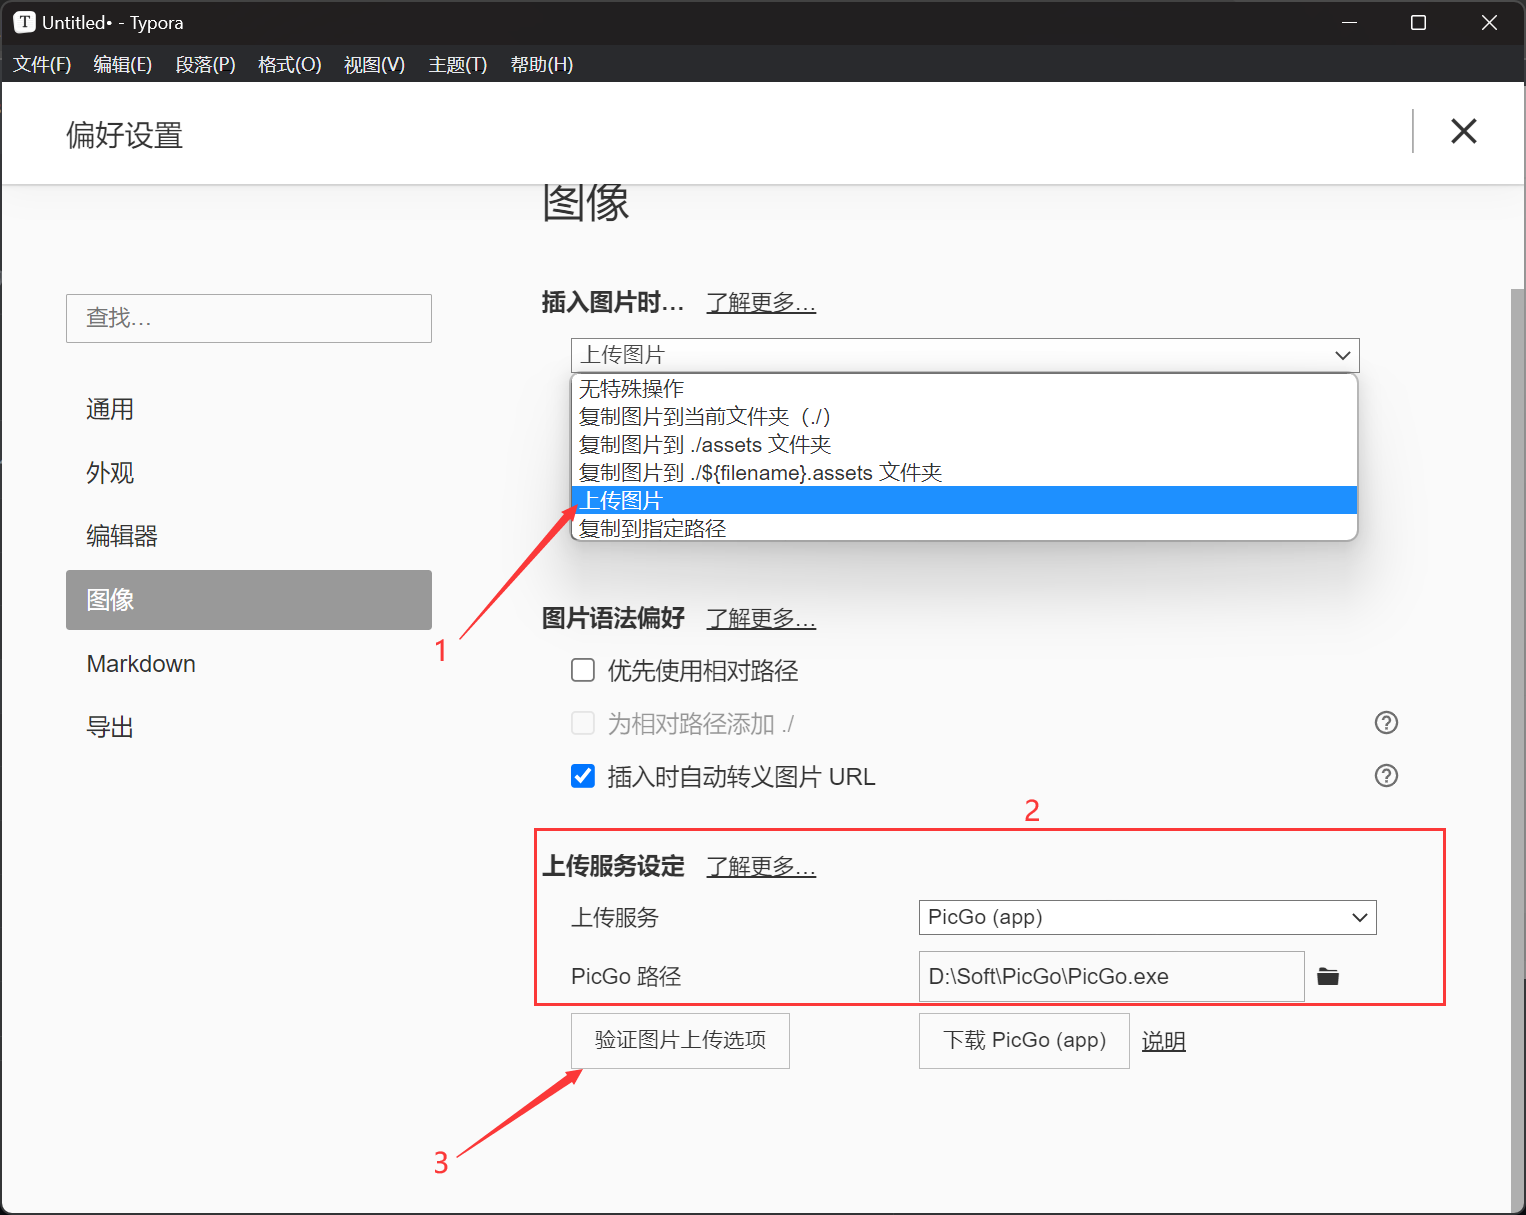 Untitled• - Typora
文件(F) 编辑(E) 段落(P) 格式(O) 视图(V) 主题(T) 帮助(H)
偏好设置
图像
查找...
通用
外观
编辑器
图像
Markdown
导出
插入图片时... 了解更多...
上传图片
无特殊操作
复制图片到当前文件夹（./）
复制图片到 ./assets 文件夹
复制图片到 ./${filename}.assets 文件夹
上传图片
复制到指定路径
1
图片语法偏好 了解更多...
优先使用相对路径
为相对路径添加 ./
插入时自动转义图片 URL
2
上传服务设定 了解更多...
上传服务 PicGo (app)
PicGo 路径 D:\Soft\PicGo\PicGo.exe
验证图片上传选项 下载 PicGo (app) 说明
3